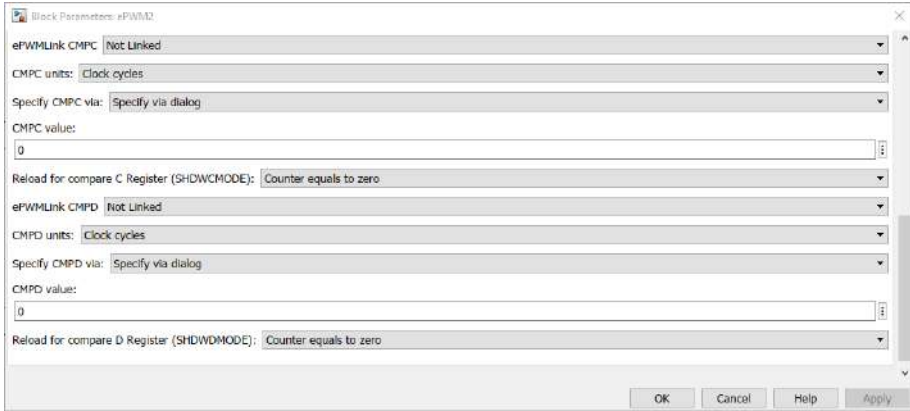 Block Parameters: ePWM2
ePWMLink CMPC Not Linked
CMPC units: Clock cycles
Specify CMPC via: Specify via dialog
CMPC value:
0
Reload for compare C Register (SHDWCMODE): Counter equals to zero
ePWMLink CMPD Not Linked
CMPD units: Clock cycles
Specify CMPD via: Specify via dialog
CMPD value:
0
Reload for compare D Register (SHDWDMODE): Counter equals to zero
OK Cancel Help Apply